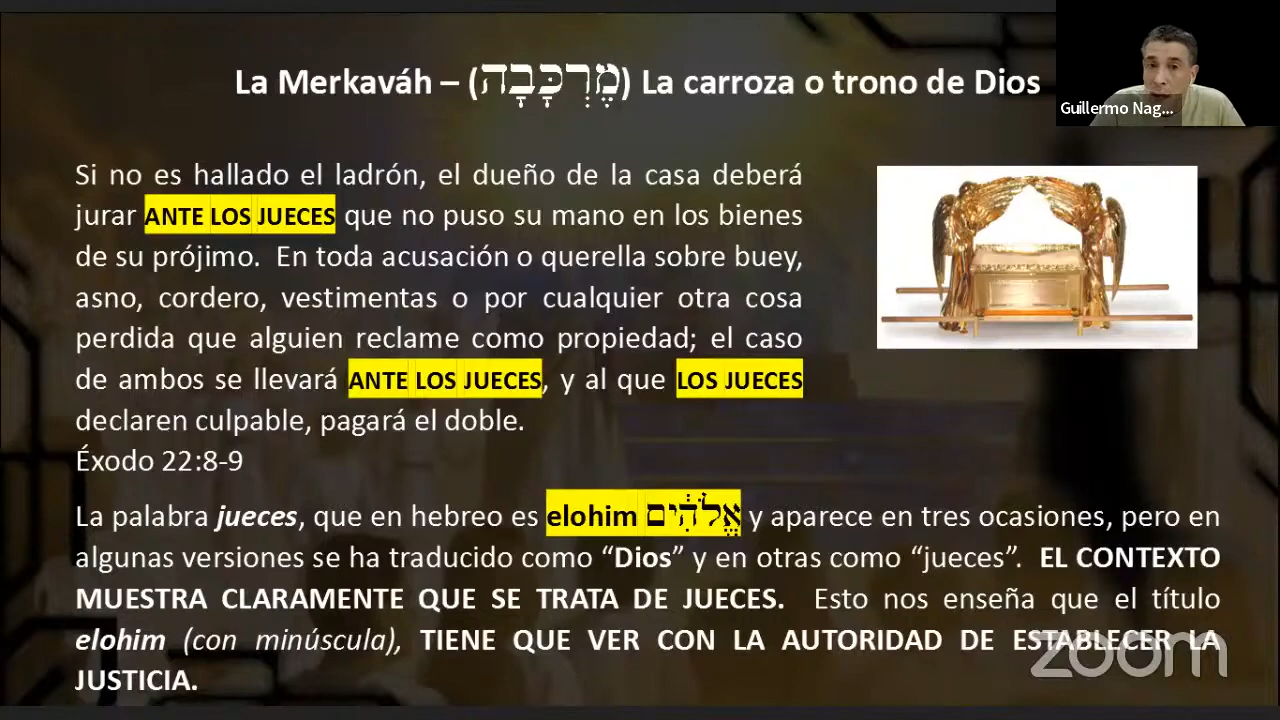 La Merkaváh – (מֶרְכָּבָה) La carroza o trono de Dios
Guillermo Nag...
Si no es hallado el ladrón, el dueño de la casa deberá
jurar ANTE LOS JUECES que no puso su mano en los bienes
de su prójimo. En toda acusación o querella sobre buey,
asno, cordero, vestimentas o por cualquier otra cosa
perdida que alguien reclame como propiedad; el caso
de ambos se llevará ANTE LOS JUECES, y al que LOS JUECES
declaren culpable, pagará el doble.
Éxodo 22:8-9
La palabra jueces, que en hebreo es elohim אֱלֹהִ֔ים y aparece en tres ocasiones, pero en
algunas versiones se ha traducido como “Dios” y en otras como “jueces”. EL CONTEXTO
MUESTRA CLARAMENTE QUE SE TRATA DE JUECES. Esto nos enseña que el título
elohim (con minúscula), TIENE QUE VER CON LA AUTORIDAD DE ESTABLECER LA
JUSTICIA.
zoom